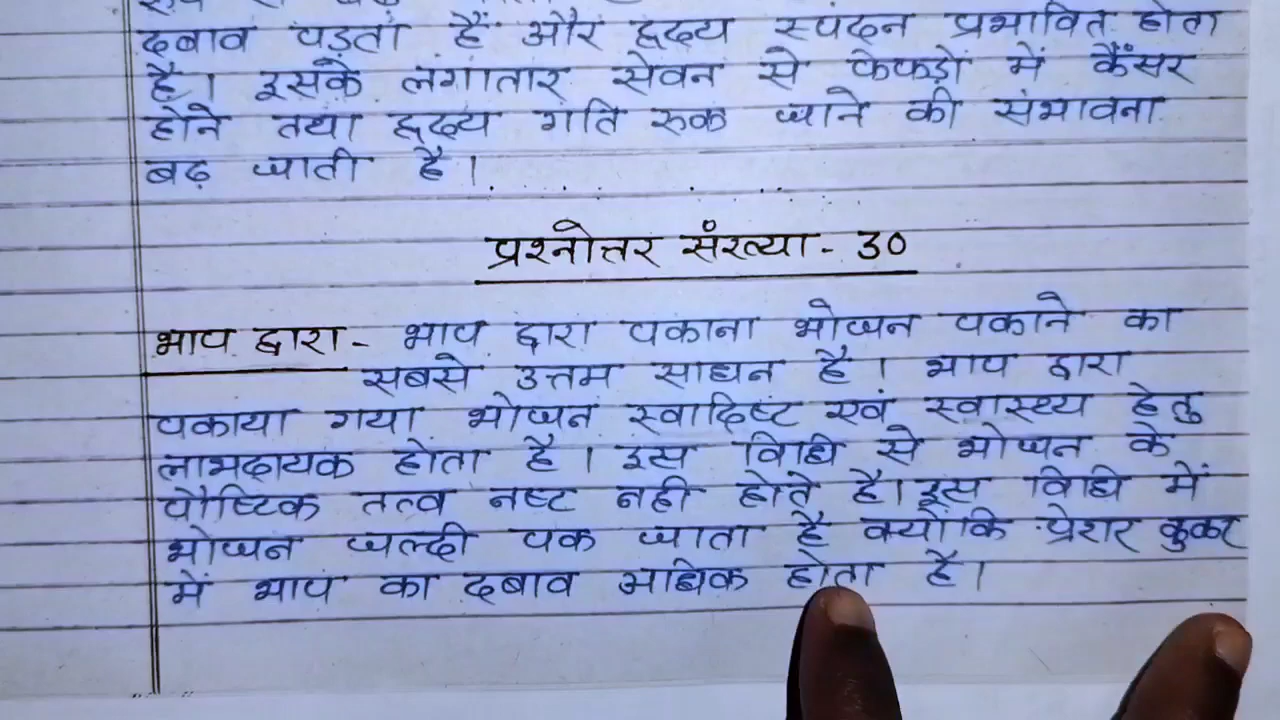 दबाव पड़ता हैं और हृदय स्पंदन प्रभावित होता
है। इसके लगातार सेवन से फेफड़ों में कैंसर
होने तथा हृदय गति रुक जाने की संभावना
बढ़ जाती है।
प्रश्नोत्तर संख्या - 30
भाप द्वारा - भाप द्वारा पकाना भोजन पकाने का
सबसे उत्तम साधन है। भाप द्वारा
पकाया गया भोजन स्वादिष्ट एवं स्वास्थ्य हेतु
लाभदायक होता है। इस विधि से भोजन के
पौष्टिक तत्व नष्ट नही होते है। इस विधि में
भोजन जल्दी पक जाता है क्योंकि प्रेशर कुकर
में भाप का दबाव अधिक होता है।